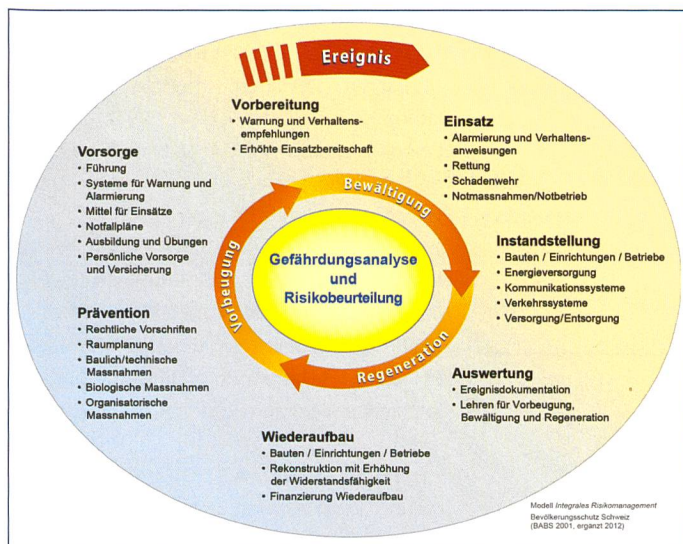 Ereignis
Vorbereitung
• Warnung und Verhaltens-
empfehlungen
• Erhöhte Einsatzbereitschaft
Einsatz
• Alarmierung und Verhaltens-
anweisungen
• Rettung
• Schadenwehr
• Notmassnahmen/Notbetrieb
Vorsorge
• Führung
• Systeme für Warnung und
Alarmierung
• Mittel für Einsätze
• Notfallpläne
• Ausbildung und Übungen
• Persönliche Vorsorge
und Versicherung
Bewältigung
Vorbeugung
Regeneration
Gefährdungsanalyse
und
Risikobeurteilung
Instandstellung
• Bauten / Einrichtungen / Betriebe
• Energieversorgung
• Kommunikationssysteme
• Verkehrssysteme
• Versorgung/Entsorgung
Prävention
• Rechtliche Vorschriften
• Raumplanung
• Baulich/technische
Massnahmen
• Biologische Massnahmen
• Organisatorische
Massnahmen
Auswertung
• Ereignisdokumentation
• Lehren für Vorbeugung,
Bewältigung und Regeneration
Wiederaufbau
• Bauten / Einrichtungen / Betriebe
• Rekonstruktion mit Erhöhung
der Widerstandsfähigkeit
• Finanzierung Wiederaufbau
Modell Integrales Risikomanagement
Bevölkerungsschutz Schweiz
(BABS 2001, ergänzt 2012)